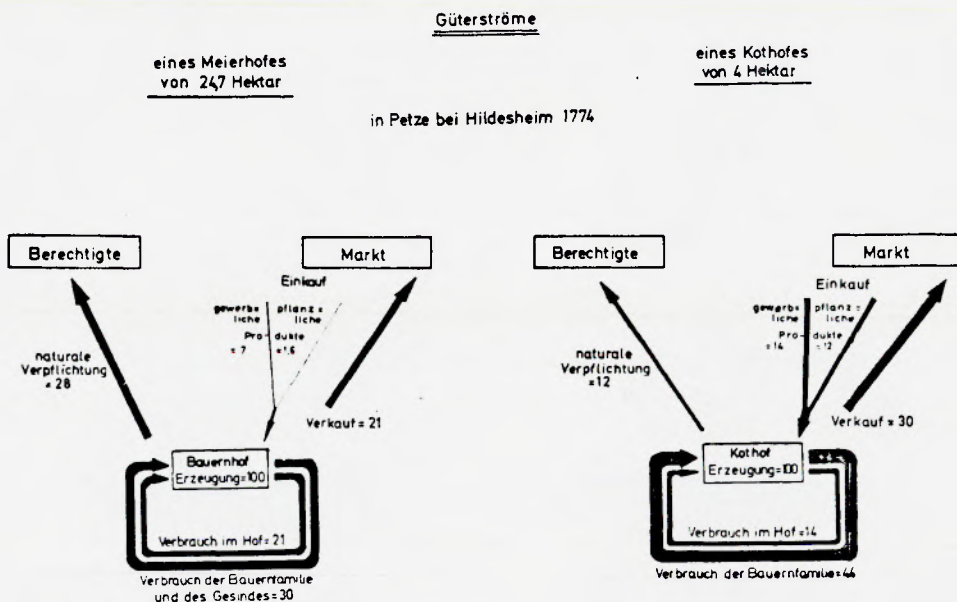 Güterströme
eines Meierhofes
von 24,7 Hektar
eines Kothofes
von 4 Hektar
in Petze bei Hildesheim 1774
Berechtigte
Markt
Einkauf
gewerb=
liche
pflanz=
liche
Pro-
dukte
= 7
=1,6
naturale
Verpflichtung
= 28
Verkauf = 21
Bauernhof
Erzeugung=100
Verbrauch im Hof=21
Verbrauch der Bauernfamilie
und des Gesindes=30
Berechtigte
Markt
Einkauf
gewerb=
liche
pflanz=
liche
Pro-
dukte
=14
=12
naturale
Verpflichtung
=12
Verkauf = 30
Kothof
Erzeugung=100
Verbrauch im Hof=14
Verbrauch der Bauernfamilie=44